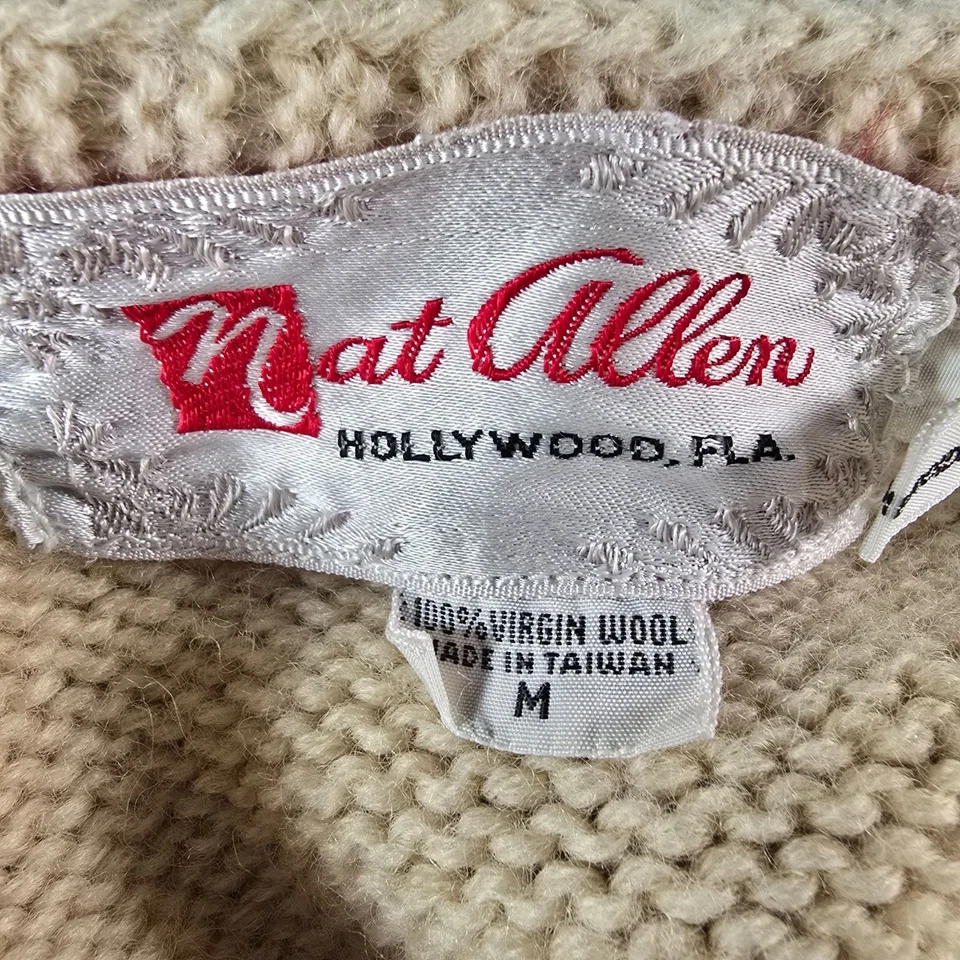 Nat Allen
HOLLYWOOD, FLA.
100% VIRGIN WOOL
MADE IN TAIWAN
M